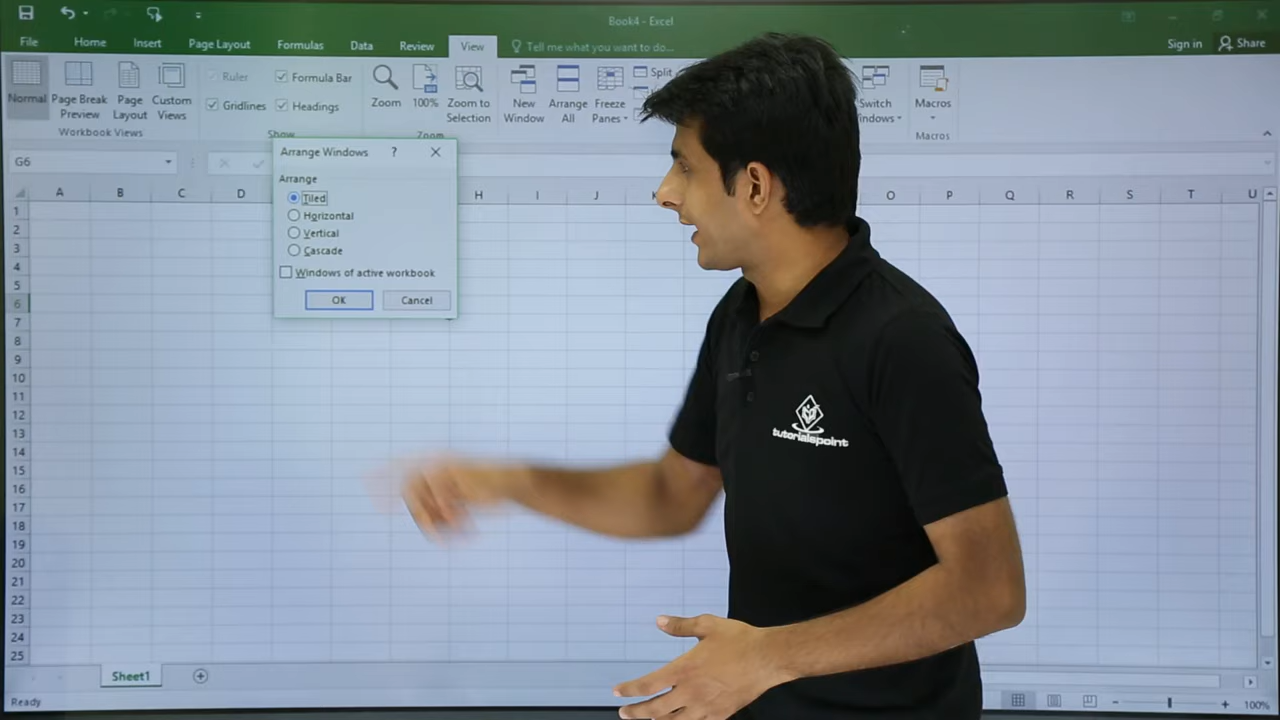 Book4 - Excel
File Home Insert Page Layout Formulas Data Review View Tell me what you want to do... Sign in Share
Normal Page Break Preview Page Layout Custom Views
Workbook Views
Ruler Formula Bar
Gridlines Headings
Show
Zoom 100% Zoom to Selection
Zoom
New Window Arrange All Freeze Panes Split
Switch Windows Macros
Macros
G6
Arrange Windows ? ×
Arrange
Tiled
Horizontal
Vertical
Cascade
Windows of active workbook
OK Cancel
A B C D H I J K O P Q R S T U
1
2
3
4
5
6
7
8
9
10
11
12
13
14
15
16
17
18
19
20
21
22
23
24
25
tutorialspoint
Sheet1
Ready 100%